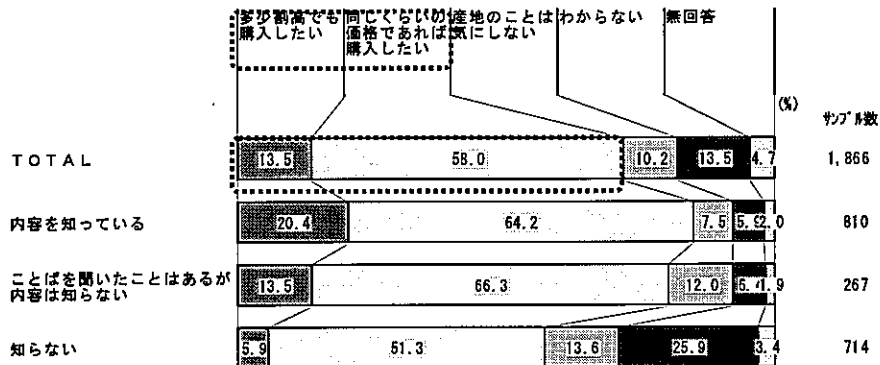 多少割高でも 同じくらいの 産地のことは わからない 無回答
購入したい 価格であれば 気にしない
購入したい
(%)
サンプル数
TOTAL 13.5 58.0 10.2 13.5 4.7 1,866
内容を知っている 20.4 64.2 7.5 5.9 2.0 810
ことばを聞いたことはあるが
内容は知らない 13.5 66.3 12.0 1.9 267
知らない 5.9 51.3 13.6 25.9 3.4 714